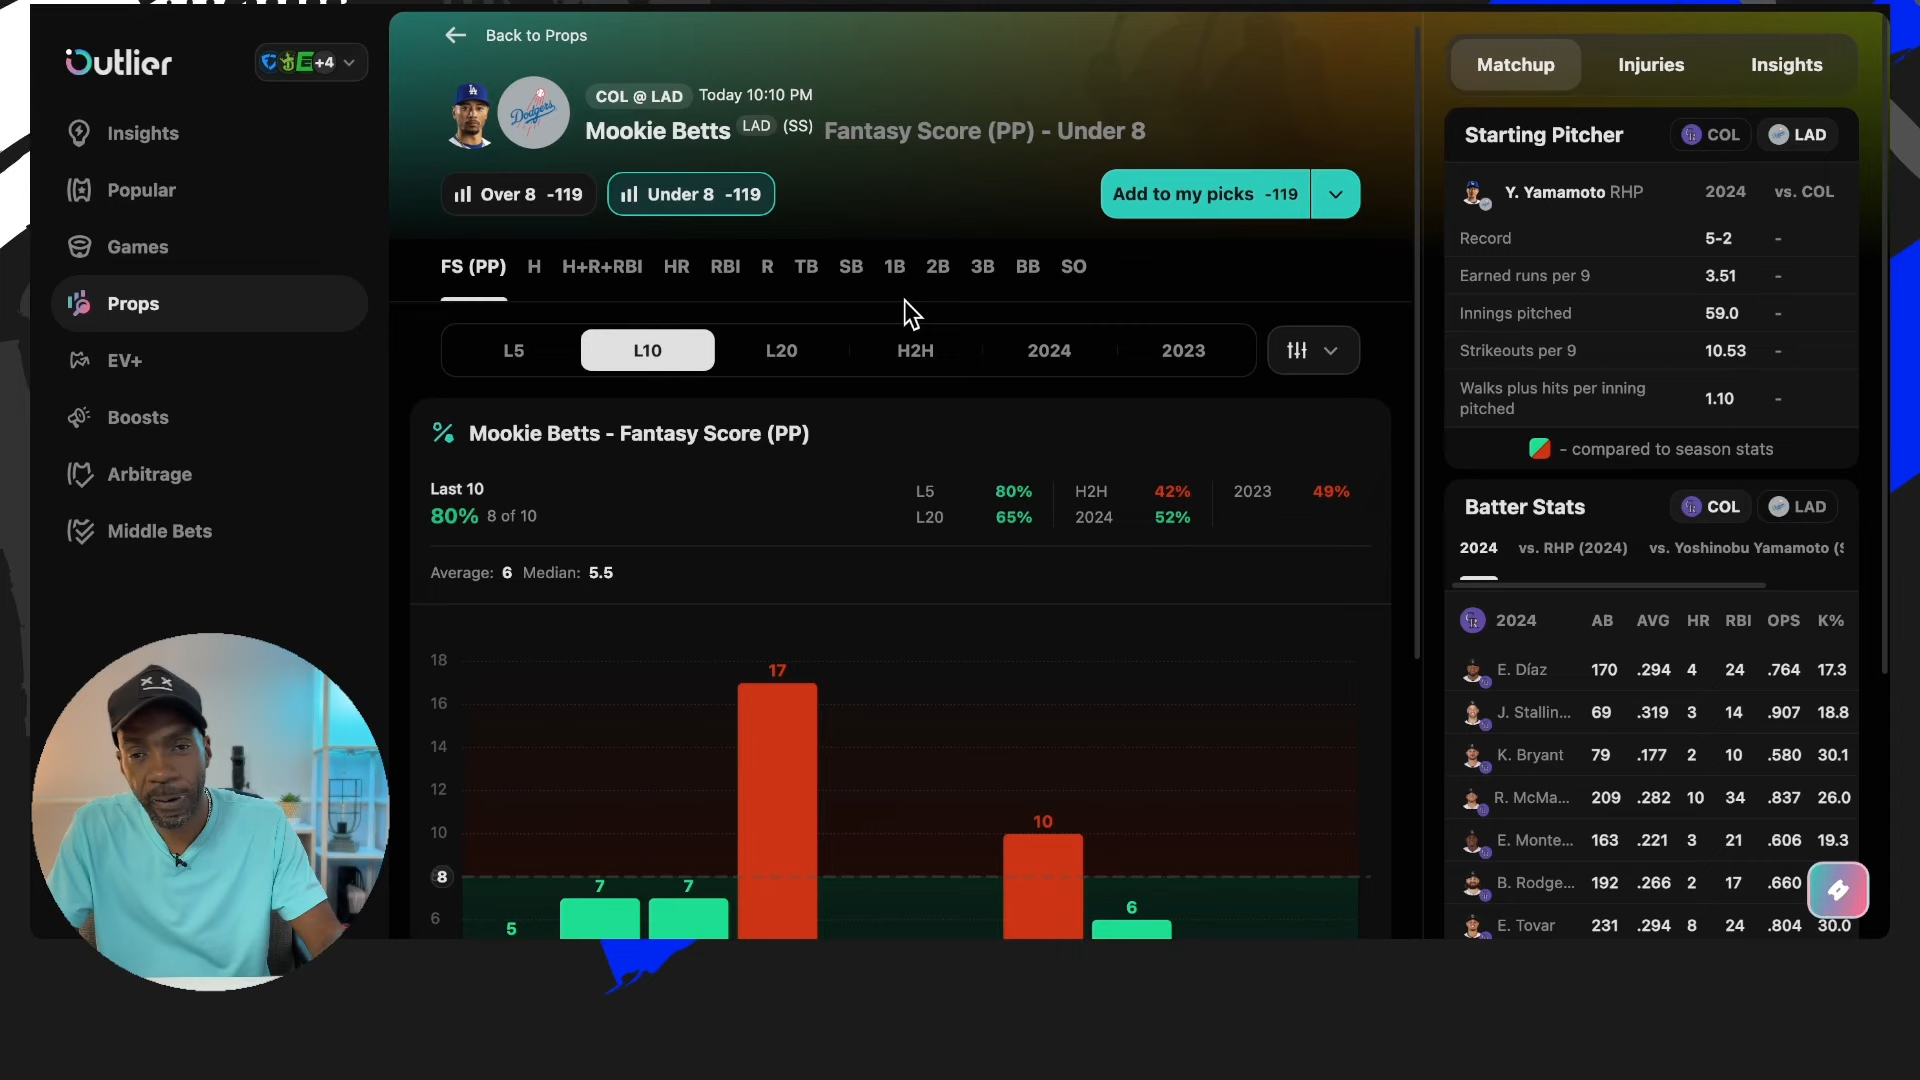 Outlier
+4
Insights
Popular
Games
Props
EV+
Boosts
Arbitrage
Middle Bets
Back to Props
COL @ LAD Today 10:10 PM
Dodgers
Mookie Betts LAD (SS) Fantasy Score (PP) - Under 8
Over 8 -119
Under 8 -119
Add to my picks -119
FS (PP) H H+R+RBI HR RBI R TB SB 1B 2B 3B BB SO
L5 L10 L20 H2H 2024 2023
Mookie Betts - Fantasy Score (PP)
Last 10
80% 8 of 10
L5 80% H2H 42% 2023 49%
L20 65% 2024 52%
Average: 6 Median: 5.5
18
16
14
12
10
8
6
5
7
7
17
10
6
Matchup Injuries Insights
Starting Pitcher COL LAD
Y. Yamamoto RHP 2024 vs. COL
Record 5-2 -
Earned runs per 9 3.51 -
Innings pitched 59.0 -
Strikeouts per 9 10.53 -
Walks plus hits per inning
pitched 1.10 -
- compared to season stats
Batter Stats COL LAD
2024 vs. RHP (2024) vs. Yoshinobu Yamamoto (S
2024 AB AVG HR RBI OPS K%
E. Díaz 170 .294 4 24 .764 17.3
J. Stallin... 69 .319 3 14 .907 18.8
K. Bryant 79 .177 2 10 .580 30.1
R. McMa... 209 .282 10 34 .837 26.0
E. Monte... 163 .221 3 21 .606 19.3
B. Rodge... 192 .266 2 17 .660
E. Tovar 231 .294 8 24 .804 30.0